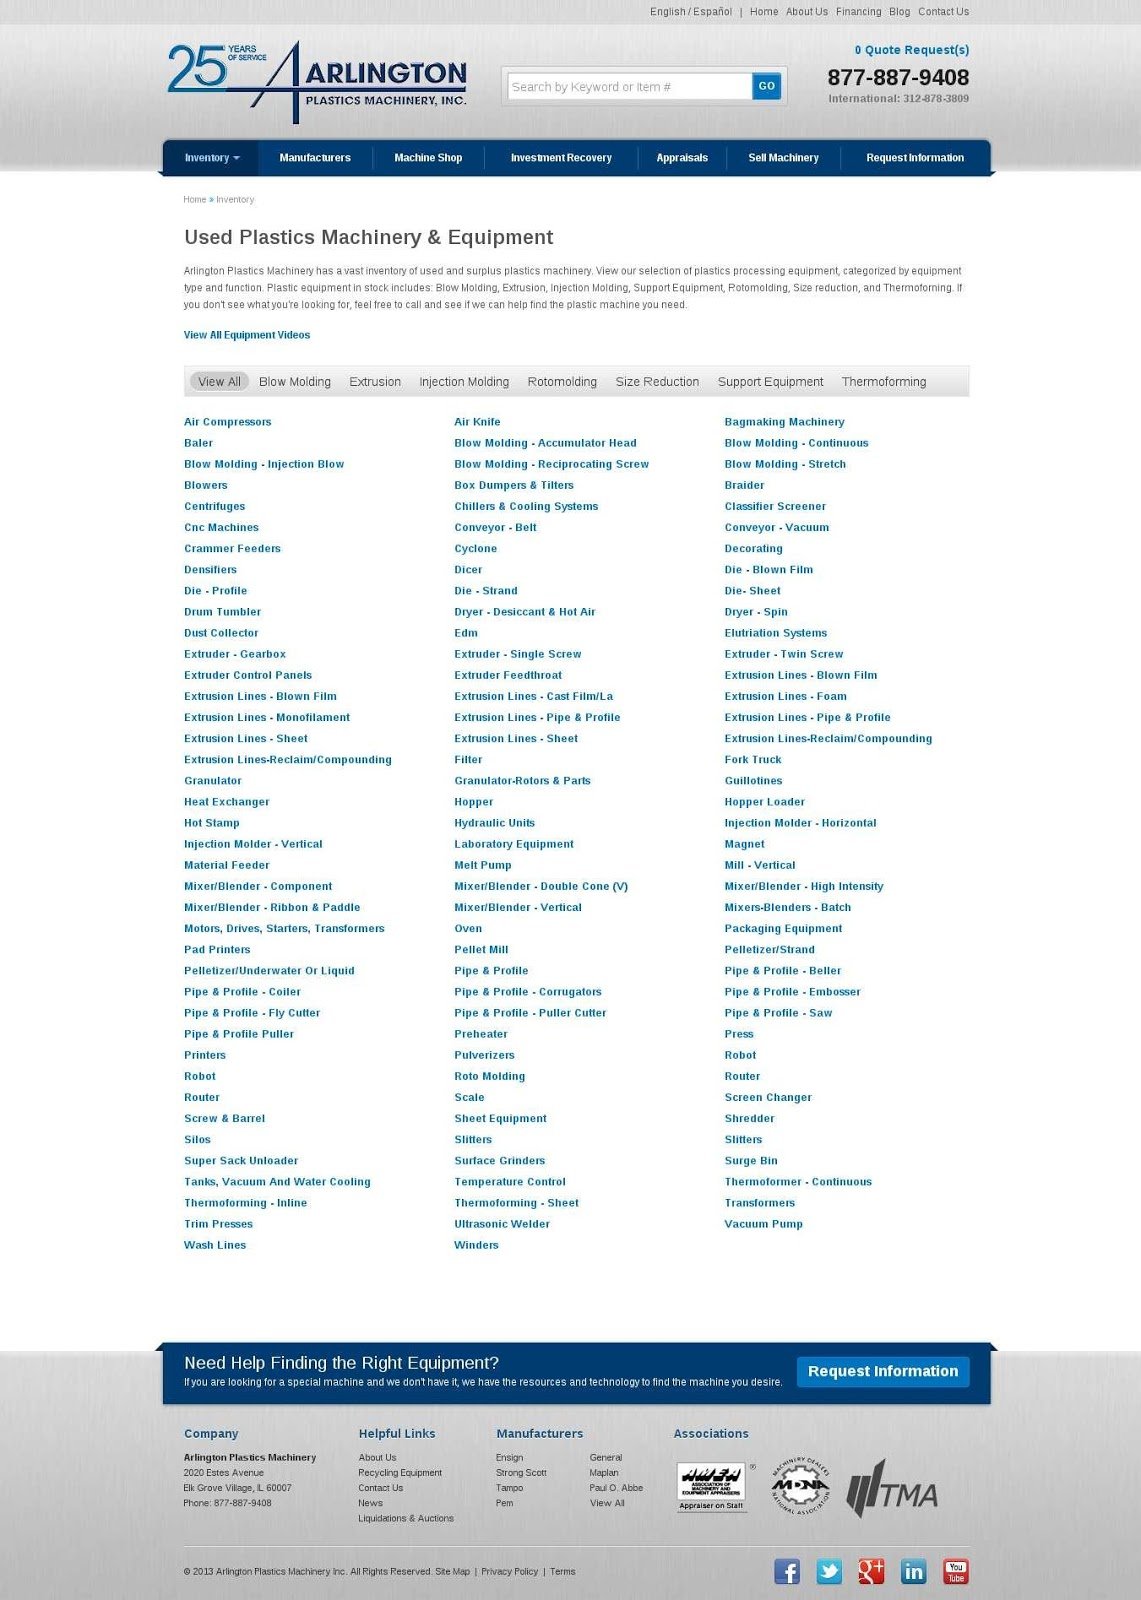 English / Español | Home About Us Financing Blog Contact Us
25 YEARS OF SERVICE ARLINGTON PLASTICS MACHINERY, INC.
Search by Keyword or Item # GO
0 Quote Request(s)
877-887-9408
International: 312-878-3809
Inventory Manufacturers Machine Shop Investment Recovery Appraisals Sell Machinery Request Information
Home » Inventory
Used Plastics Machinery & Equipment
Arlington Plastics Machinery has a vast inventory of used and surplus plastics machinery. View our selection of plastics processing equipment, categorized by equipment
type and function. Plastic equipment in stock includes: Blow Molding, Extrusion, Injection Molding, Support Equipment, Rotomolding, Size reduction, and Thermoforning. If
you don't see what you're looking for, feel free to call and see if we can help find the plastic machine you need.
View All Equipment Videos
View All Blow Molding Extrusion Injection Molding Rotomolding Size Reduction Support Equipment Thermoforming
Air Compressors Air Knife Bagmaking Machinery
Baler Blow Molding - Accumulator Head Blow Molding - Continuous
Blow Molding - Injection Blow Blow Molding - Reciprocating Screw Blow Molding - Stretch
Blowers Box Dumpers & Tilters Braider
Centrifuges Chillers & Cooling Systems Classifier Screener
Cnc Machines Conveyor - Belt Conveyor - Vacuum
Crammer Feeders Cyclone Decorating
Densifiers Dicer Die - Blown Film
Die - Profile Die - Strand Die- Sheet
Drum Tumbler Dryer - Desiccant & Hot Air Dryer - Spin
Dust Collector Edm Elutriation Systems
Extruder - Gearbox Extruder - Single Screw Extruder - Twin Screw
Extruder Control Panels Extruder Feedthroat Extrusion Lines - Blown Film
Extrusion Lines - Blown Film Extrusion Lines - Cast Film/La Extrusion Lines - Foam
Extrusion Lines - Monofilament Extrusion Lines - Pipe & Profile Extrusion Lines - Pipe & Profile
Extrusion Lines - Sheet Extrusion Lines - Sheet Extrusion Lines-Reclaim/Compounding
Extrusion Lines-Reclaim/Compounding Filter Fork Truck
Granulator Granulator-Rotors & Parts Guillotines
Heat Exchanger Hopper Hopper Loader
Hot Stamp Hydraulic Units Injection Molder - Horizontal
Injection Molder - Vertical Laboratory Equipment Magnet
Material Feeder Melt Pump Mill - Vertical
Mixer/Blender - Component Mixer/Blender - Double Cone (V) Mixer/Blender - High Intensity
Mixer/Blender - Ribbon & Paddle Mixer/Blender - Vertical Mixers-Blenders - Batch
Motors, Drives, Starters, Transformers Oven Packaging Equipment
Pad Printers Pellet Mill Pelletizer/Strand
Pelletizer/Underwater Or Liquid Pipe & Profile Pipe & Profile - Beller
Pipe & Profile - Coiler Pipe & Profile - Corrugators Pipe & Profile - Embosser
Pipe & Profile - Fly Cutter Pipe & Profile - Puller Cutter Pipe & Profile - Saw
Pipe & Profile Puller Preheater Press
Printers Pulverizers Robot
Robot Roto Molding Router
Router Scale Screen Changer
Screw & Barrel Sheet Equipment Shredder
Silos Slitters Slitters
Super Sack Unloader Surface Grinders Surge Bin
Tanks, Vacuum And Water Cooling Temperature Control Thermoformer - Continuous
Thermoforming - Inline Thermoforming - Sheet Transformers
Trim Presses Ultrasonic Welder Vacuum Pump
Wash Lines Winders
Need Help Finding the Right Equipment?
If you are looking for a special machine and we don't have it, we have the resources and technology to find the machine you desire.
Request Information
Company Helpful Links Manufacturers Associations
Arlington Plastics Machinery About Us Ensign General
2020 Estes Avenue Recycling Equipment Strong Scott Maplan
Elk Grove Village, IL 60007 Contact Us Tampo Paul O. Abbe
Phone: 877-887-9408 News Pem View All
Liquidations & Auctions
AMEA ®
ASSOCIATION OF MACHINERY AND EQUIPMENT APPRAISERS
Appraiser on Staff
MACHINERY DEALERS NATIONAL ASSOCIATION
MDNA
TMA
© 2013 Arlington Plastics Machinery Inc. All Rights Reserved. Site Map | Privacy Policy | Terms
f g+ in You Tube